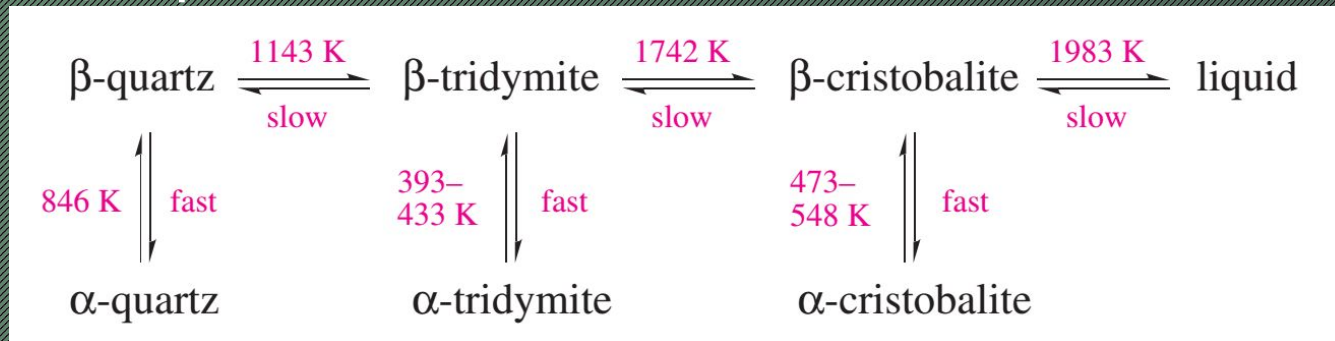 1143 K 1742 K 1983 K
β-quartz β-tridymite β-cristobalite liquid
slow slow slow
846 K fast 393– 433 K fast 473– 548 K fast
α-quartz α-tridymite α-cristobalite